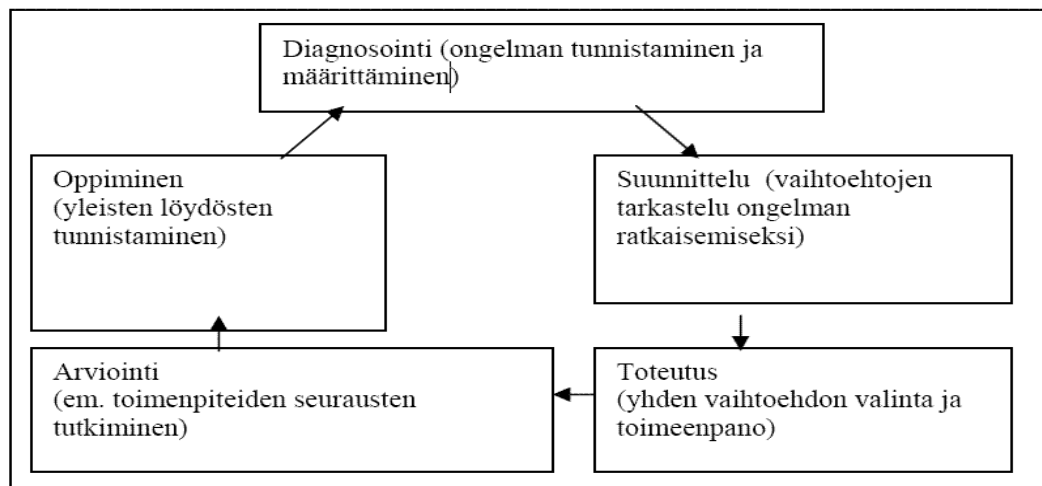 Diagnosointi (ongelman tunnistaminen ja
määrittäminen)
Oppiminen
(yleisten löydösten
tunnistaminen)
Suunnittelu (vaihtoehtojen
tarkastelu ongelman
ratkaisemiseksi)
Arviointi
(em. toimenpiteiden seurausten
tutkiminen)
Toteutus
(yhden vaihtoehdon valinta ja
toimeenpano)